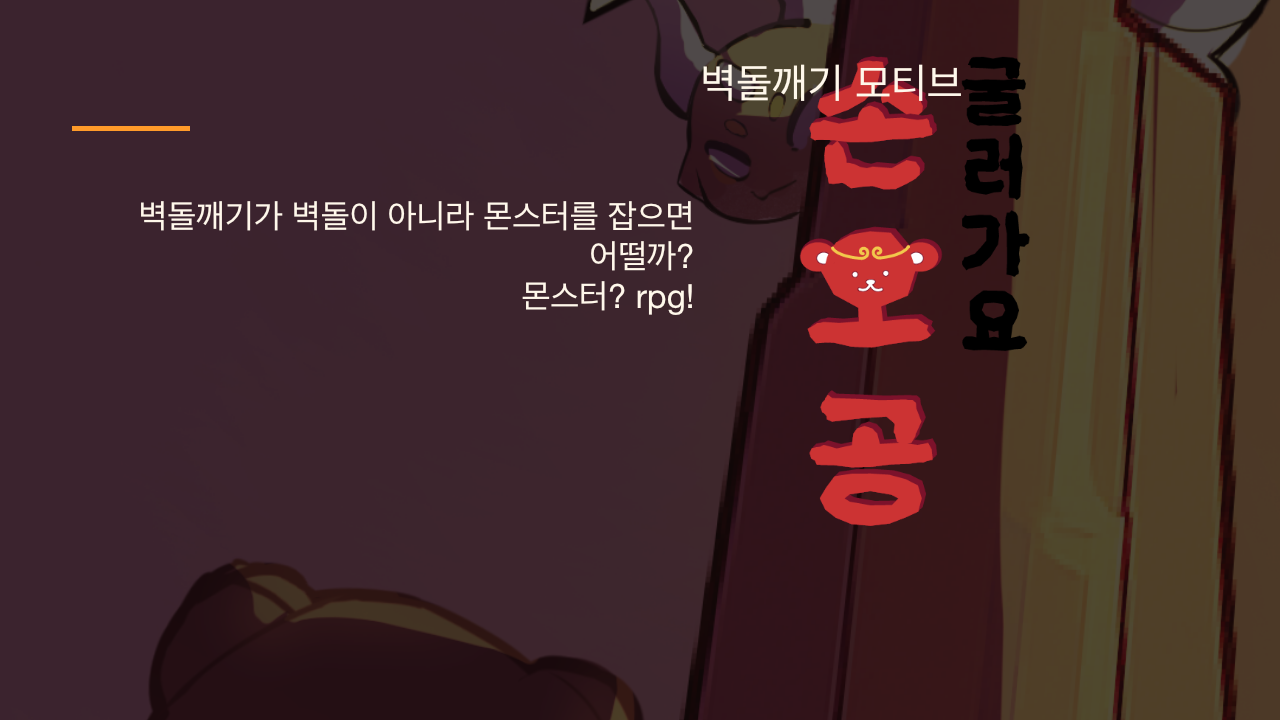 벽돌깨기 모티브
벽돌깨기가 벽돌이 아니라 몬스터를 잡으면
어떨까?
몬스터? rpg!
굴러가요
손오공